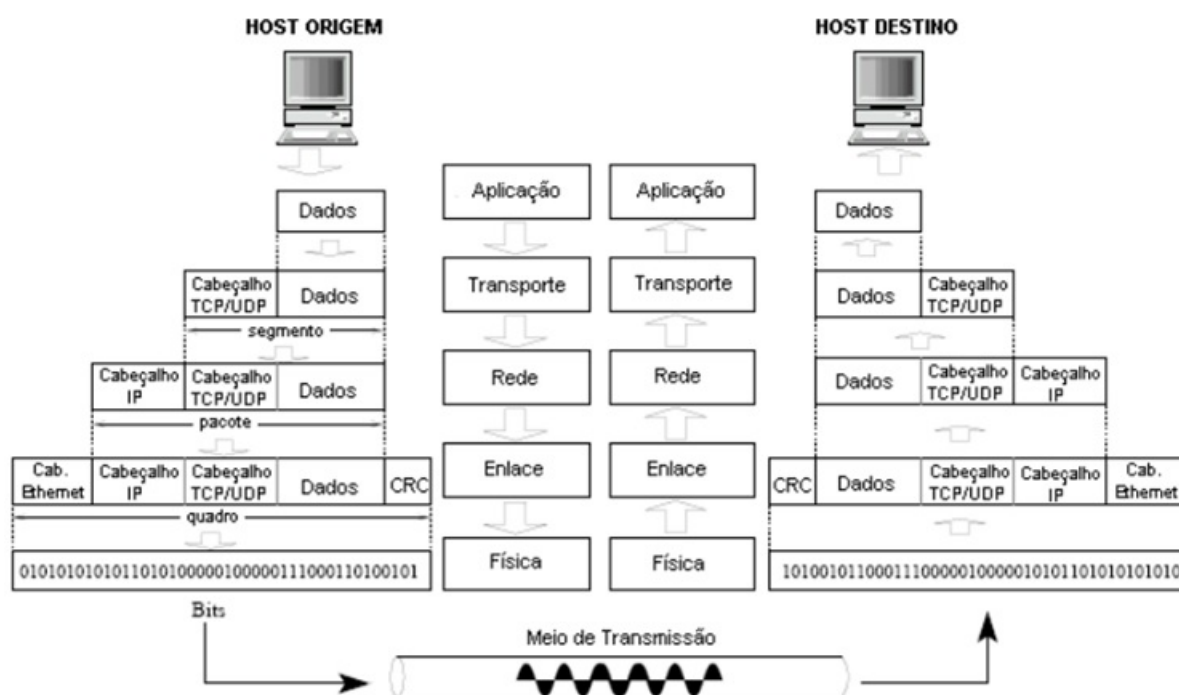 HOST ORIGEM
HOST DESTINO
Aplicação
Aplicação
Dados
Dados
Cabeçalho
TCP/UDP
Dados
Transporte
Transporte
Dados
Cabeçalho
TCP/UDP
segmento
Cabeçalho
IP
Cabeçalho
TCP/UDP
Dados
Rede
Rede
Dados
Cabeçalho
TCP/UDP
Cabeçalho
IP
pacote
Cab.
Ethernet
Cabeçalho
IP
Cabeçalho
TCP/UDP
Dados
CRC
Enlace
Enlace
CRC
Dados
Cabeçalho
TCP/UDP
Cabeçalho
IP
Cab.
Ethernet
quadro
Física
Física
Bits
Meio de Transmissão